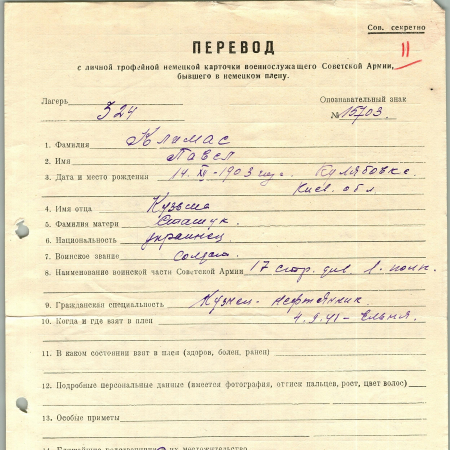 Сов. секретно
11
ПЕРЕВОД
с личной трофейной немецкой карточки военнослужащего Советской Армии,
бывшего в немецком плену.
Лагерь 324
Опознавательный знак
№ 15703.
1. Фамилия Климас
2. Имя Павел
3. Дата и место рождения 14. XII - 1903 года.
Киев. обл.
4. Имя отца Кузьма
5. Фамилия матери Сташук.
6. Национальность украинец
7. Воинское звание солдат.
8. Наименование воинской части Советской Армии 17 стр. див. 1. полк.
9. Гражданская специальность Кузнец - нефтяник.
10. Когда и где взят в плен 4.9.41 - Ельня.
11. В каком состоянии взят в плен (здоров, болен, ранен)
12. Подробные персональные данные (имеется фотография, оттиск пальцев, рост, цвет волос)
13. Особые приметы